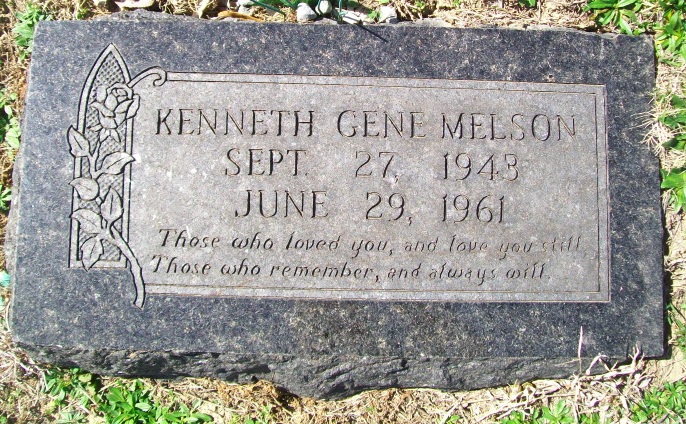 KENNETH GENE MELSON
SEPT. 27, 1943
JUNE 29, 1961
Those who loved you, and love you still,
Those who remember, and always will.